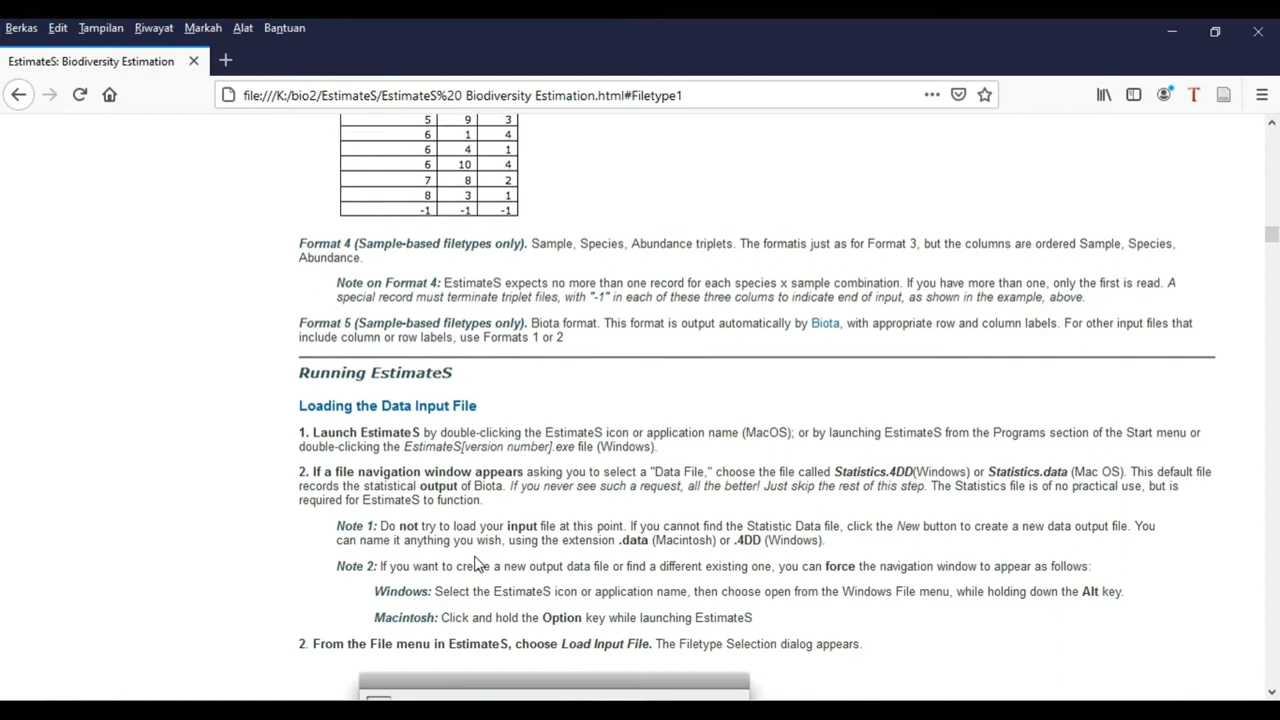 Berkas Edit Tampilan Riwayat Markah Alat Bantuan
EstimateS: Biodiversity Estimation
file:///K:/bio2/EstimateS/EstimateS%20 Biodiversity Estimation.html#Filetype1
5 9 3
6 1 4
6 4 1
6 10 4
7 8 2
8 3 1
-1 -1 -1
Format 4 (Sample-based filetypes only). Sample, Species, Abundance triplets. The formatis just as for Format 3, but the columns are ordered Sample, Species,
Abundance.
Note on Format 4: EstimateS expects no more than one record for each species x sample combination. If you have more than one, only the first is read. A
special record must terminate triplet files, with "-1" in each of these three colums to indicate end of input, as shown in the example, above.
Format 5 (Sample-based filetypes only). Biota format. This format is output automatically by Biota, with appropriate row and column labels. For other input files that
include column or row labels, use Formats 1 or 2
Running EstimateS
Loading the Data Input File
1. Launch EstimateS by double-clicking the EstimateS icon or application name (MacOS); or by launching EstimateS from the Programs section of the Start menu or
double-clicking the EstimateS[version number].exe file (Windows).
2. If a file navigation window appears asking you to select a "Data File," choose the file called Statistics.4DD(Windows) or Statistics.data (Mac OS). This default file
records the statistical output of Biota. If you never see such a request, all the better! Just skip the rest of this step. The Statistics file is of no practical use, but is
required for EstimateS to function.
Note 1: Do not try to load your input file at this point. If you cannot find the Statistic Data file, click the New button to create a new data output file. You
can name it anything you wish, using the extension .data (Macintosh) or .4DD (Windows).
Note 2: If you want to create a new output data file or find a different existing one, you can force the navigation window to appear as follows:
Windows: Select the EstimateS icon or application name, then choose open from the Windows File menu, while holding down the Alt key.
Macintosh: Click and hold the Option key while launching EstimateS
2. From the File menu in EstimateS, choose Load Input File. The Filetype Selection dialog appears.